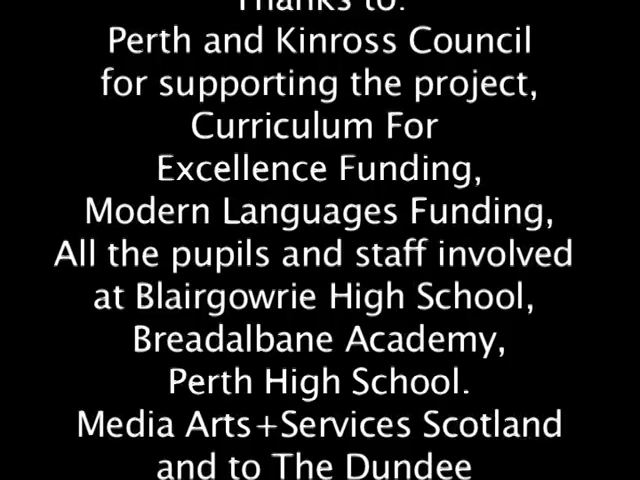 Thanks to:
Perth and Kinross Council
for supporting the project,
Curriculum For
Excellence Funding,
Modern Languages Funding,
All the pupils and staff involved
at Blairgowrie High School,
Breadalbane Academy,
Perth High School.
Media Arts+Services Scotland
and to The Dundee